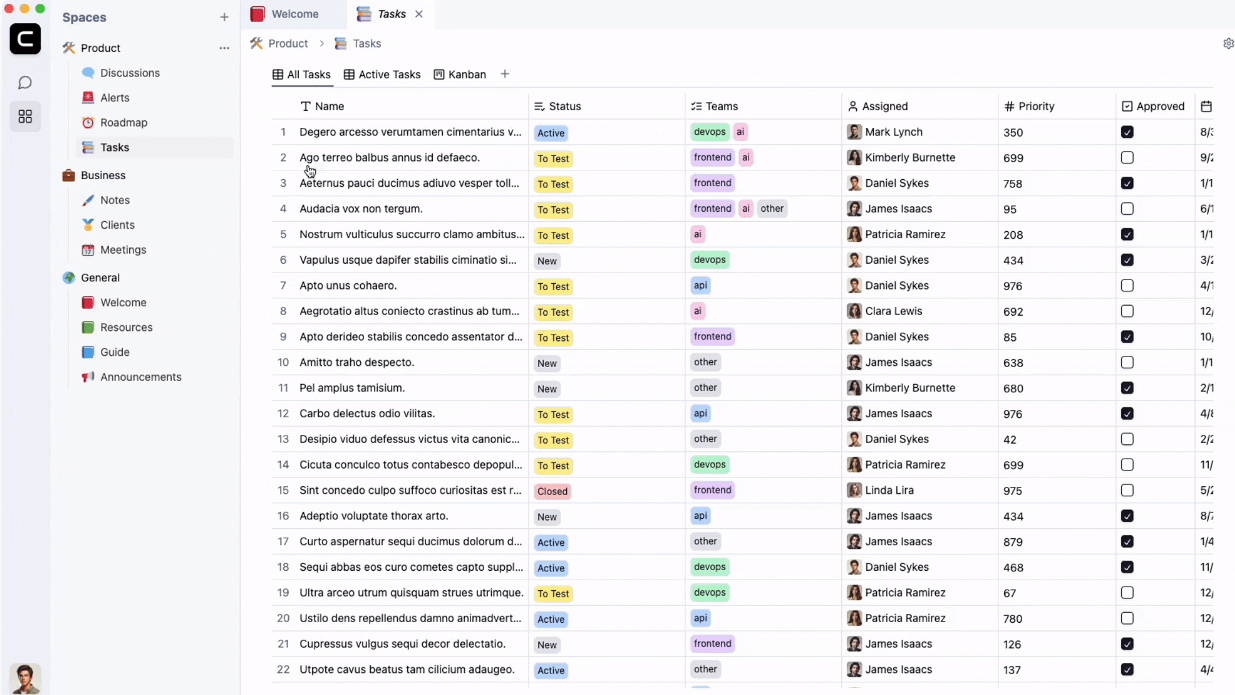 Spaces
Product
Discussions
Alerts
Roadmap
Tasks
Business
Notes
Clients
Meetings
General
Welcome
Resources
Guide
Announcements
Welcome
Tasks
Product > Tasks
All Tasks Active Tasks Kanban
Name Status Teams Assigned Priority Approved
1 Degero arcesso verumtamen cimentarius v... Active devops ai Mark Lynch 350 8/3
2 Ago terreo balbus annus id defaeco. To Test frontend ai Kimberly Burnette 699 9/2
3 Aeternus pauci ducimus adiuvo vesper toll... To Test frontend Daniel Sykes 758 1/1
4 Audacia vox non tergum. To Test frontend ai other James Isaacs 95 6/1
5 Nostrum vulticulus succurro clamo ambitus... To Test ai Patricia Ramirez 208 1/1
6 Vapulus usque dapifer stabilis ciminatio si... New devops Daniel Sykes 434 3/2
7 Apto unus cohaero. To Test api Daniel Sykes 976 4/1
8 Aegrotatio altus coniecto crastinus ab tum... To Test ai Clara Lewis 692 12/
9 Apto derideo stabilis concedo assentator d... To Test frontend Daniel Sykes 85 10/
10 Amitto traho despecto. New other James Isaacs 638 1/1
11 Pel amplus tamisium. New other Kimberly Burnette 680 2/1
12 Carbo delectus odio vilitas. To Test api James Isaacs 976 4/8
13 Desipio viduo defessus victus vita canonic... To Test other Daniel Sykes 42 2/2
14 Cicuta conculco totus contabesco depopul... To Test devops Patricia Ramirez 699 11/
15 Sint concedo culpo suffoco curiositas est r... Closed frontend Linda Lira 975 5/2
16 Adeptio voluptate thorax arto. New api James Isaacs 434 8/7
17 Curto aspernatur sequi ducimus dolorum d... Active other James Isaacs 879 1/4
18 Sequi abbas eos curo cometes capto suppl... Active devops Daniel Sykes 468 11/
19 Ultra arceo utrum quisquam strues utrimque. To Test devops Patricia Ramirez 67 12/
20 Ustilo dens repellendus damno animadvert... Active api Patricia Ramirez 780 12/
21 Cupressus vulgus sequi decor delectatio. New frontend James Isaacs 126 12/
22 Utpote cavus beatus tam cilicium adaugeo. Active other James Isaacs 137 4/4